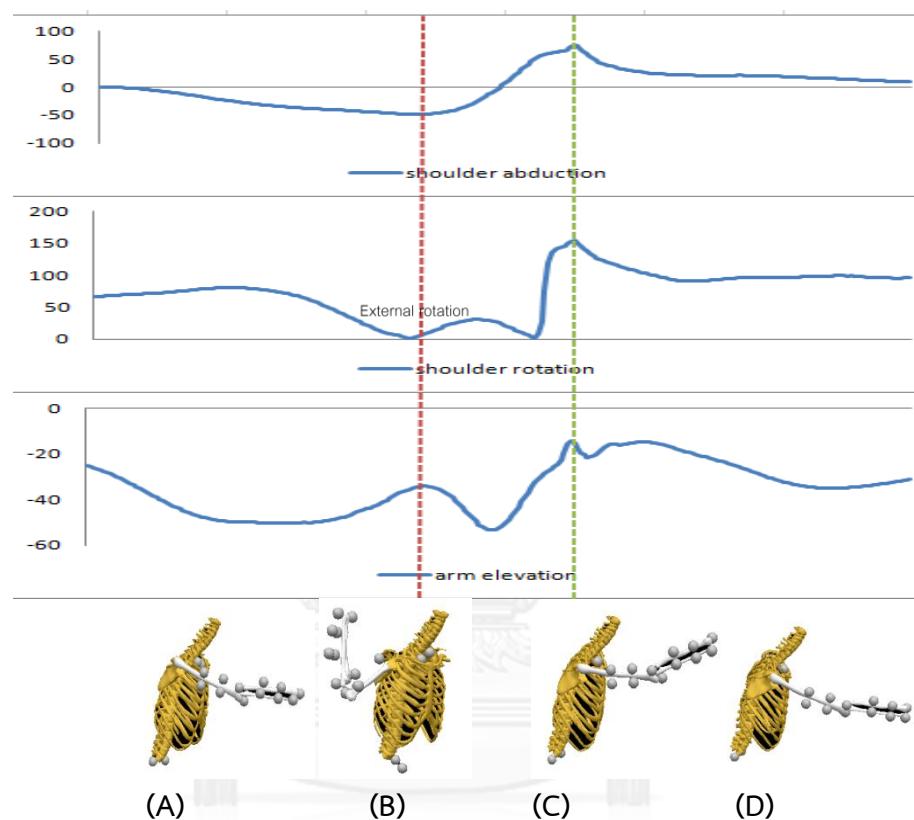 100
50
0
-50
-100
shoulder abduction
200
150
100
50
0
External rotation
shoulder rotation
0
-20
-40
-60
arm elevation
(A) (B) (C) (D)